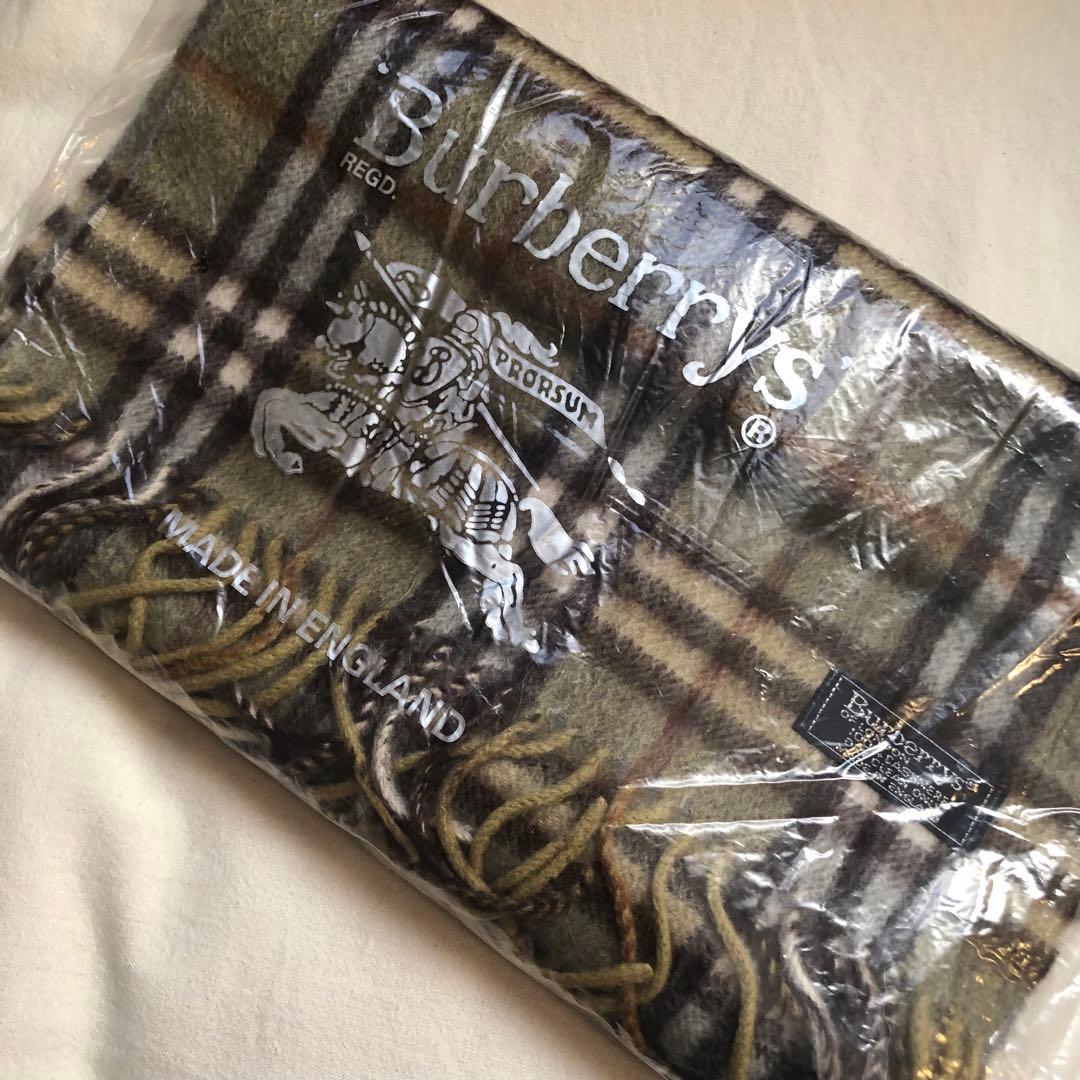 Burberrys®
REGD.
PRORSUM
B
MADE IN ENGLAND
Burberrys®